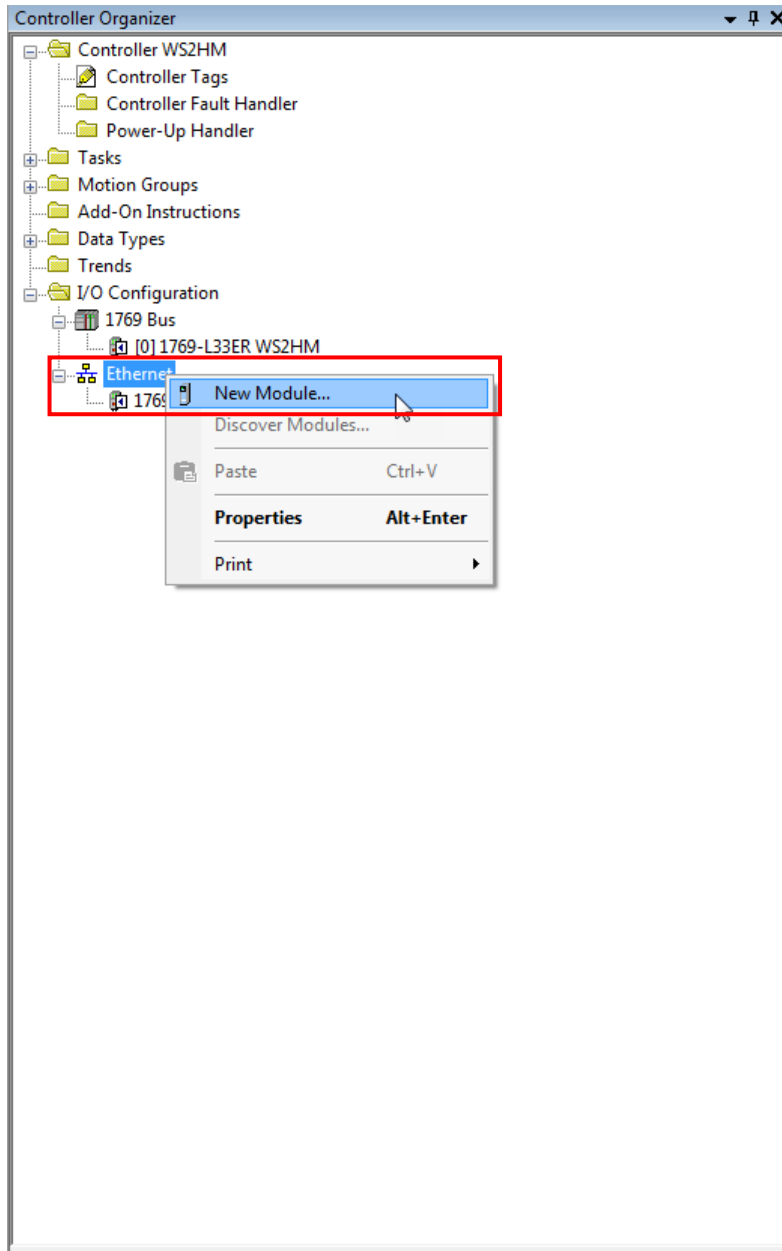 Controller Organizer
Controller WS2HM
Controller Tags
Controller Fault Handler
Power-Up Handler
Tasks
Motion Groups
Add-On Instructions
Data Types
Trends
I/O Configuration
1769 Bus
[0] 1769-L33ER WS2HM
Ethernet
1769
New Module...
Discover Modules...
Paste Ctrl+V
Properties Alt+Enter
Print